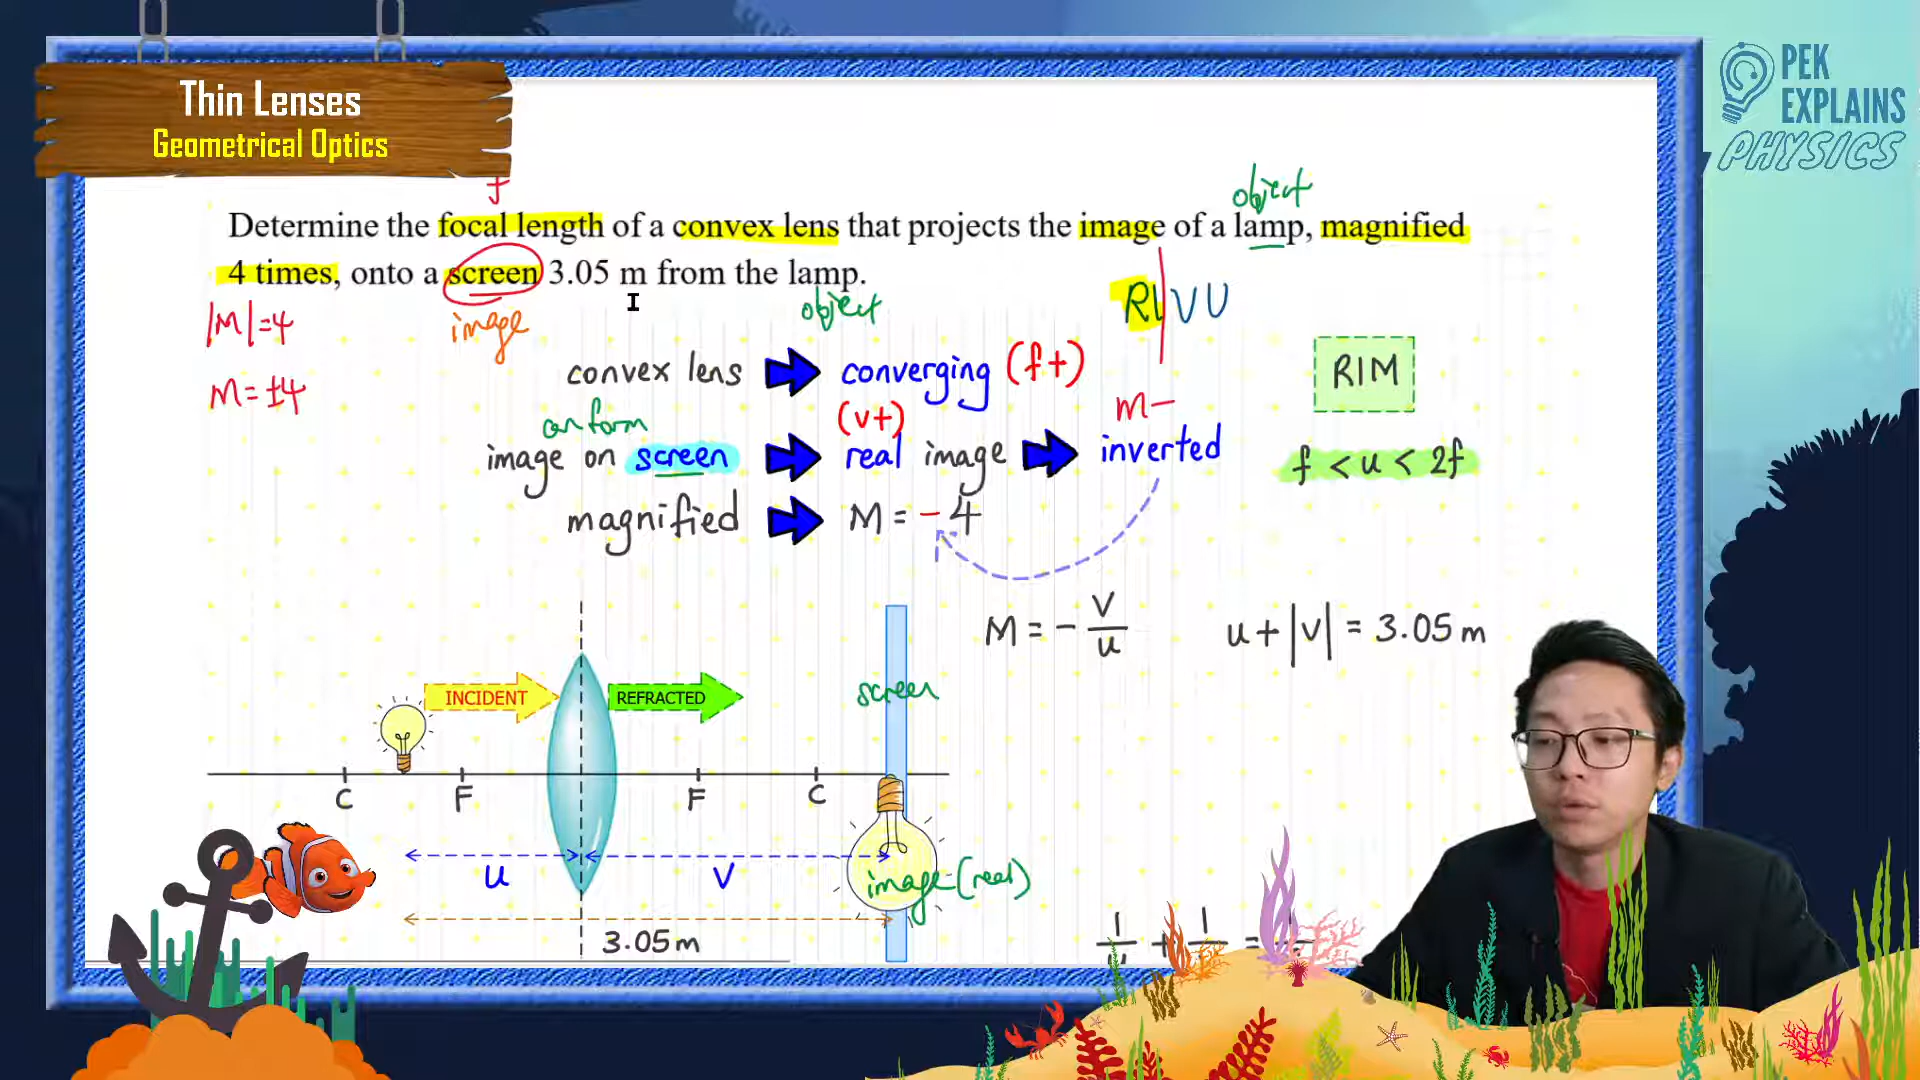 Thin Lenses
Geometrical Optics
PEK
EXPLAINS
PHYSICS
f
object
Determine the focal length of a convex lens that projects the image of a lamp, magnified
4 times, onto a screen 3.05 m from the lamp.
|M|=4
image
object
RI VU
M=±4
convex lens
converging (f+)
RIM
can form
(v+)
m-
image on screen
real image
inverted
f < u < 2f
magnified
M = -4
M = - v/u
u + |v| = 3.05 m
INCIDENT
REFRACTED
screen
C
F
F
C
u
v
image (real)
3.05 m